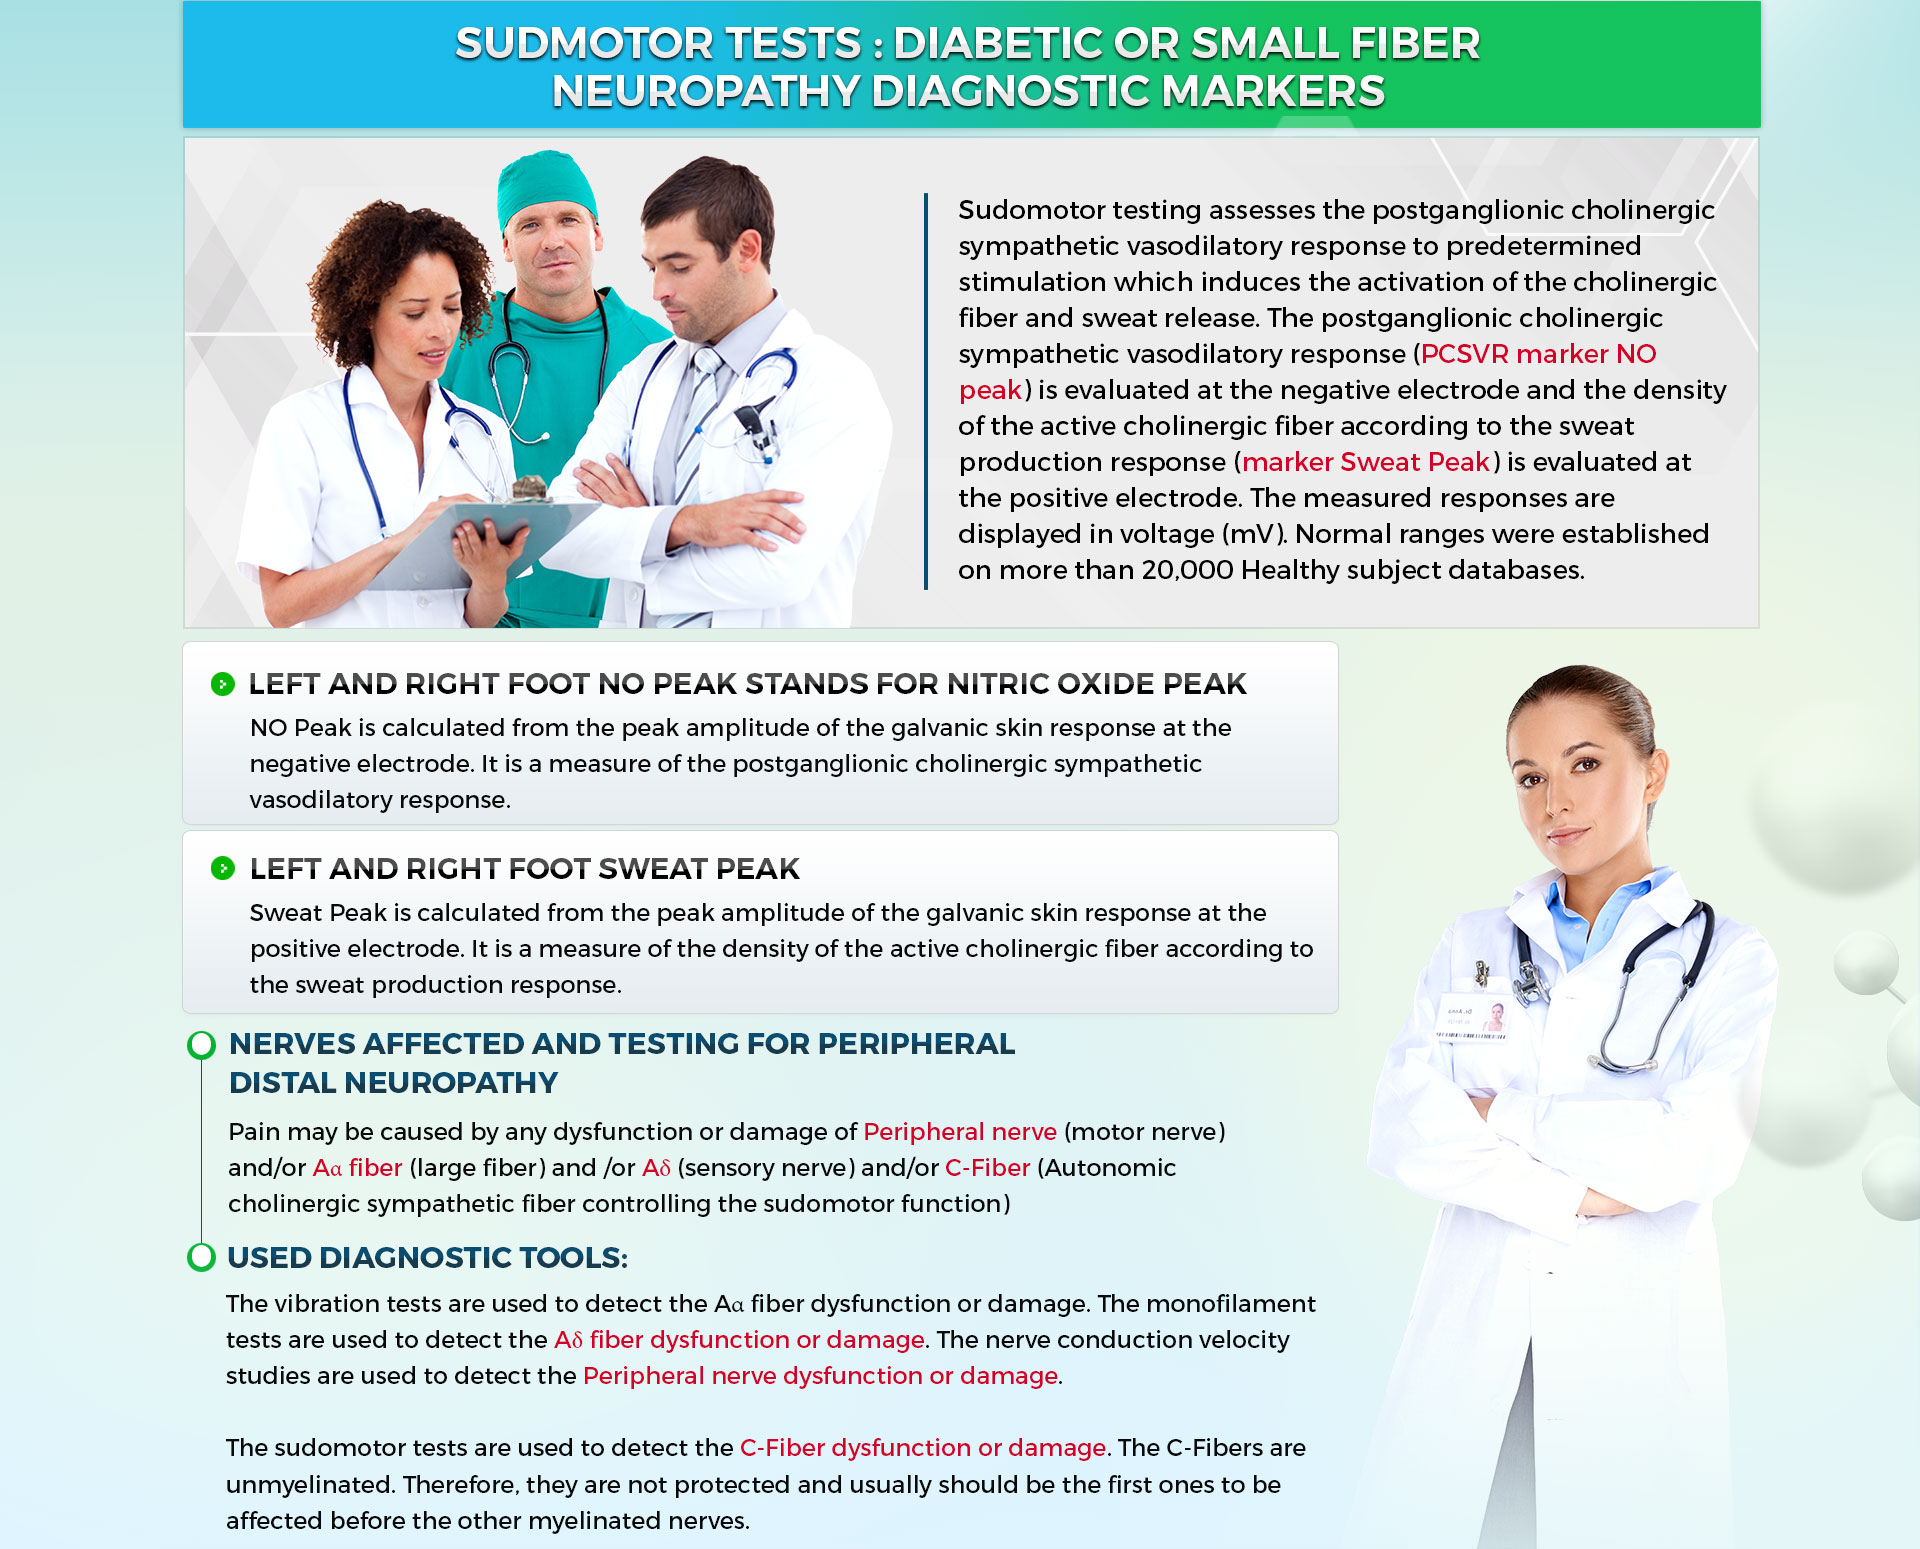 SUDMOTOR TESTS : DIABETIC OR SMALL FIBER
NEUROPATHY DIAGNOSTIC MARKERS
Sudomotor testing assesses the postganglionic cholinergic
sympathetic vasodilatory response to predetermined
stimulation which induces the activation of the cholinergic
fiber and sweat release. The postganglionic cholinergic
sympathetic vasodilatory response (PCSVR marker NO
peak) is evaluated at the negative electrode and the density
of the active cholinergic fiber according to the sweat
production response (marker Sweat Peak) is evaluated at
the positive electrode. The measured responses are
displayed in voltage (mV). Normal ranges were established
on more than 20,000 Healthy subject databases.
LEFT AND RIGHT FOOT NO PEAK STANDS FOR NITRIC OXIDE PEAK
NO Peak is calculated from the peak amplitude of the galvanic skin response at the
negative electrode. It is a measure of the postganglionic cholinergic sympathetic
vasodilatory response.
LEFT AND RIGHT FOOT SWEAT PEAK
Sweat Peak is calculated from the peak amplitude of the galvanic skin response at the
positive electrode. It is a measure of the density of the active cholinergic fiber according to
the sweat production response.
NERVES AFFECTED AND TESTING FOR PERIPHERAL
DISTAL NEUROPATHY
Pain may be caused by any dysfunction or damage of Peripheral nerve (motor nerve)
and/or Aα fiber (large fiber) and /or Aδ (sensory nerve) and/or C-Fiber (Autonomic
cholinergic sympathetic fiber controlling the sudomotor function)
USED DIAGNOSTIC TOOLS:
The vibration tests are used to detect the Aα fiber dysfunction or damage. The monofilament
tests are used to detect the Aδ fiber dysfunction or damage. The nerve conduction velocity
studies are used to detect the Peripheral nerve dysfunction or damage.
The sudomotor tests are used to detect the C-Fiber dysfunction or damage. The C-Fibers are
unmyelinated. Therefore, they are not protected and usually should be the first ones to be
affected before the other myelinated nerves.
Dr. Anna